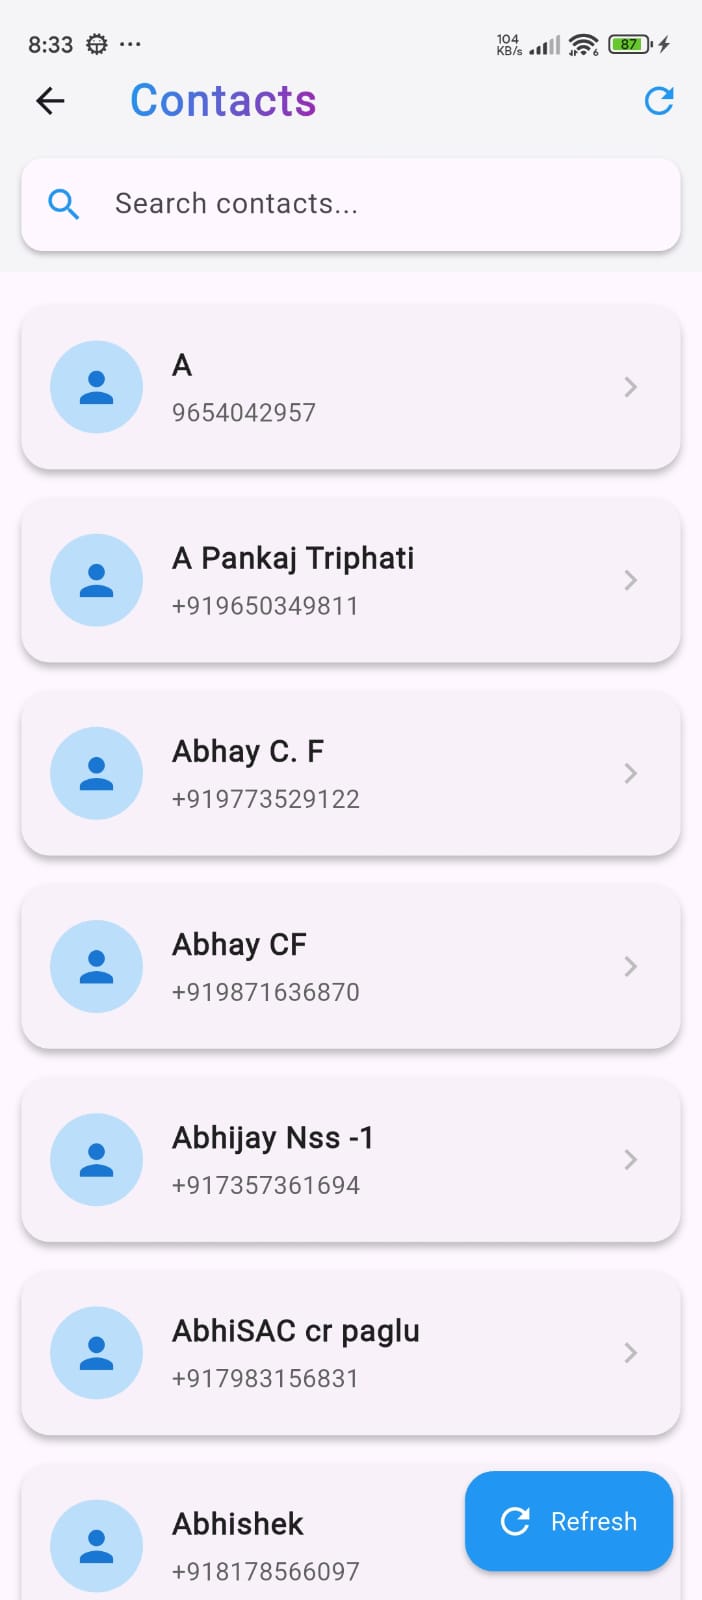 8:33
104
KB/s
6
87
Contacts
Search contacts...
A
9654042957
A Pankaj Triphati
+919650349811
Abhay C. F
+919773529122
Abhay CF
+919871636870
Abhijay Nss -1
+917357361694
AbhiSAC cr paglu
+917983156831
Abhishek
+918178566097
Refresh